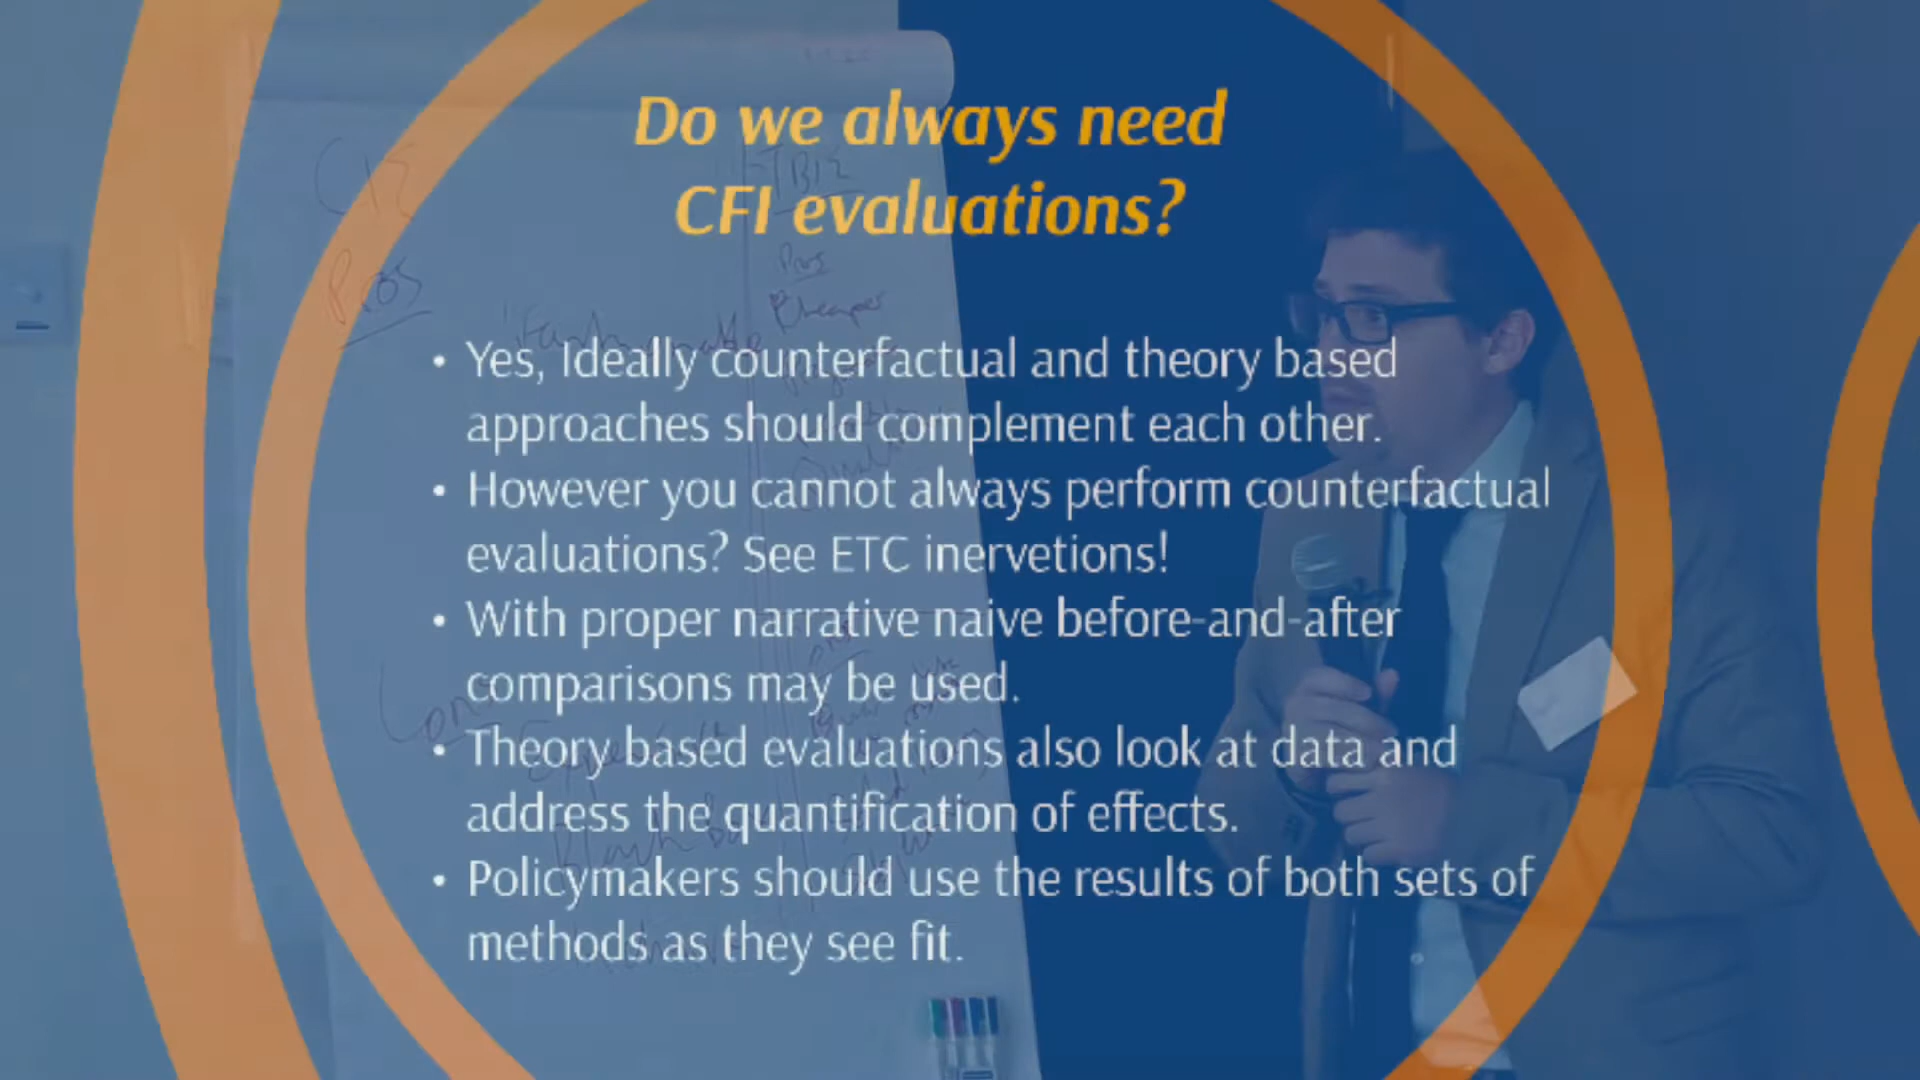 Do we always need
CFI evaluations?
• Yes, Ideally counterfactual and theory based
approaches should complement each other.
• However you cannot always perform counterfactual
evaluations? See ETC inervetions!
• With proper narrative naive before-and-after
comparisons may be used.
• Theory based evaluations also look at data and
address the quantification of effects.
• Policymakers should use the results of both sets of
methods as they see fit.
Pros
Pros
Cheaper